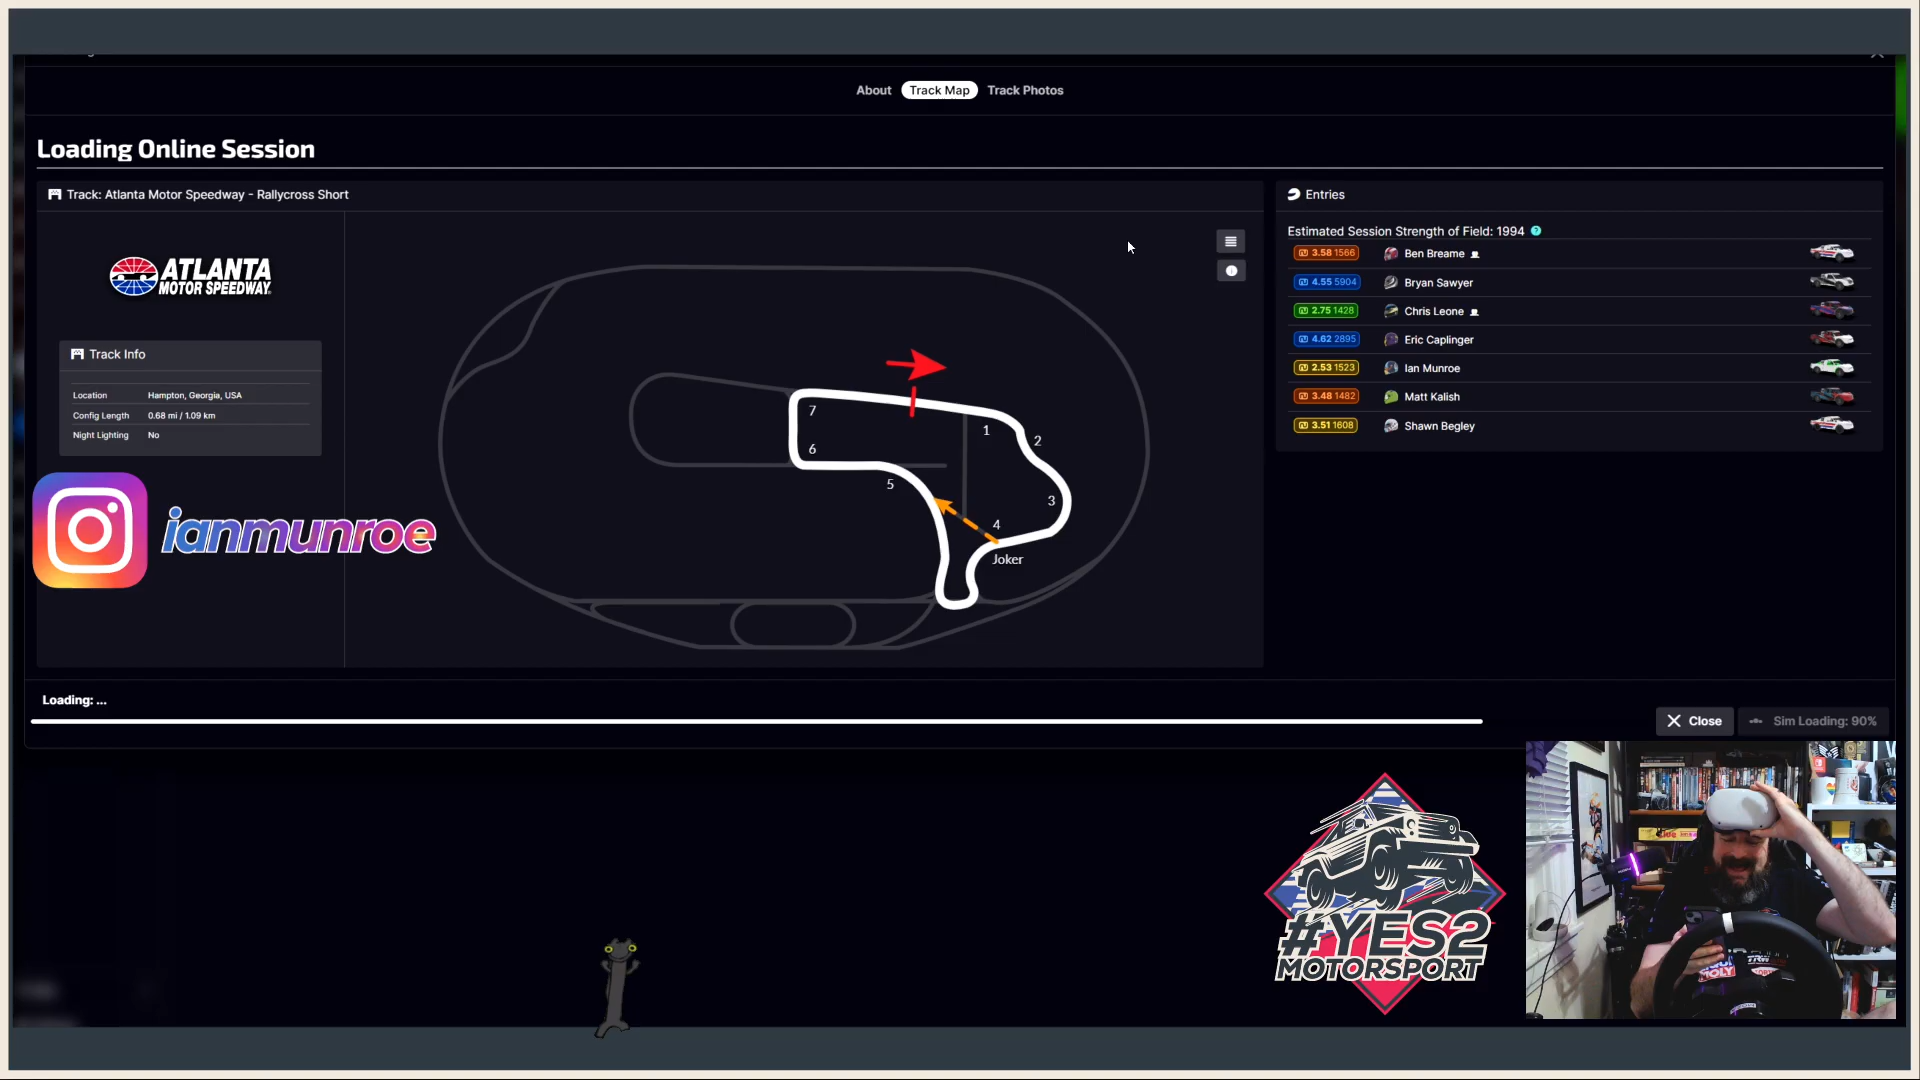 About
Track Map
Track Photos
Loading Online Session
Track: Atlanta Motor Speedway - Rallycross Short
ATLANTA
MOTOR SPEEDWAY
Track Info
Location Hampton, Georgia, USA
Config Length 0.68 mi / 1.09 km
Night Lighting No
7
6
5
1
2
3
4
Joker
Entries
Estimated Session Strength of Field: 1994
3.58 1566 Ben Breame
4.55 5904 Bryan Sawyer
2.75 1428 Chris Leone
4.62 2895 Eric Caplinger
2.53 1523 Ian Munroe
3.48 1482 Matt Kalish
3.51 1608 Shawn Begley
ianmunroe
Loading: ...
Close
Sim Loading: 90%
#YES2
MOTORSPORT
MOLY